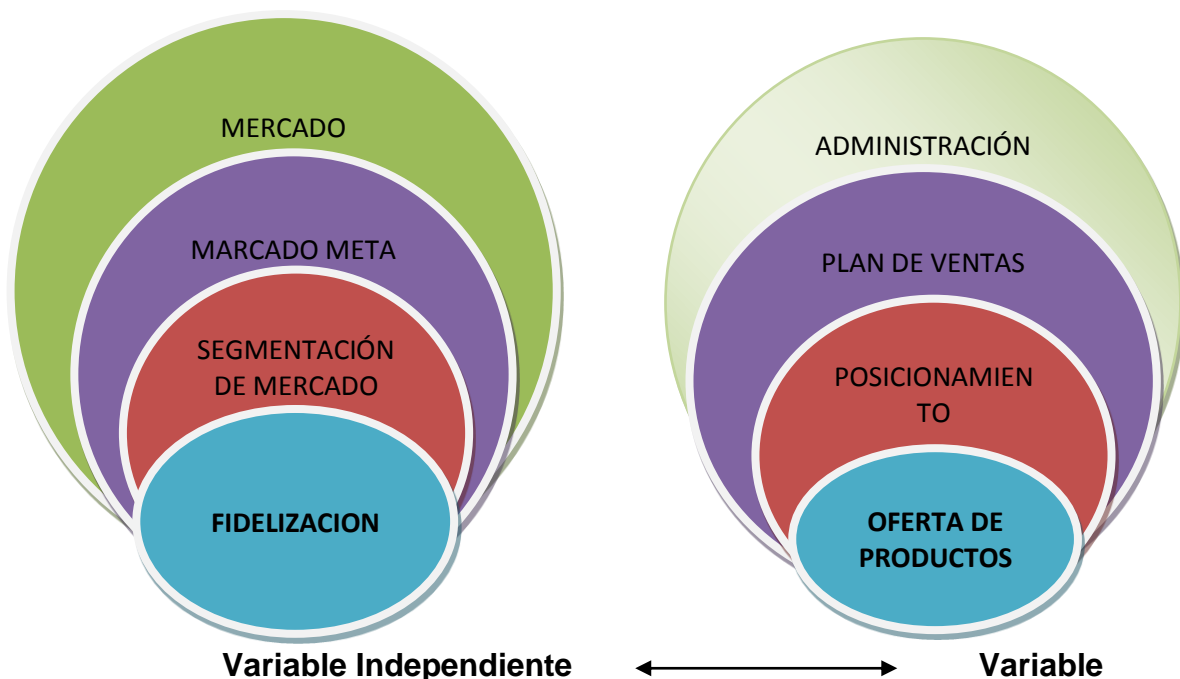 MERCADO
MARCADO META
SEGMENTACIÓN
DE MERCADO
FIDELIZACION
ADMINISTRACIÓN
PLAN DE VENTAS
POSICIONAMIEN
TO
OFERTA DE
PRODUCTOS
Variable Independiente
Variable